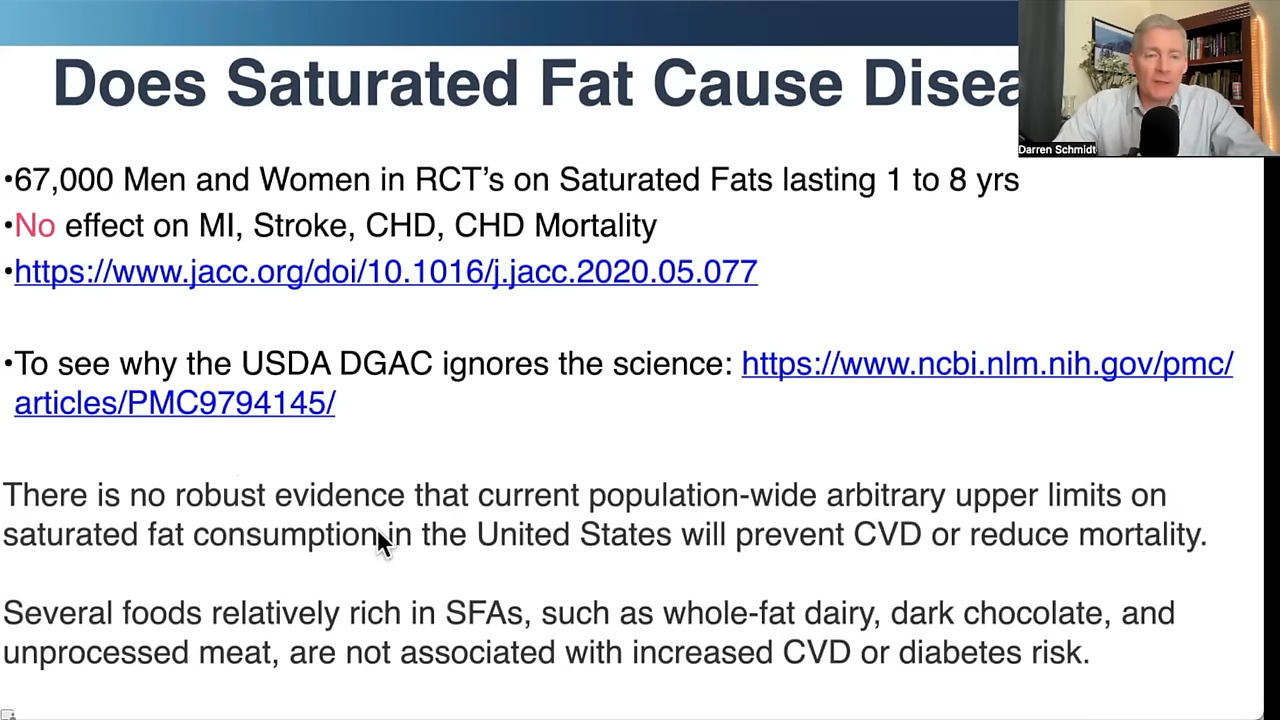 Does Saturated Fat Cause Disea
Darren Schmidt
•67,000 Men and Women in RCT’s on Saturated Fats lasting 1 to 8 yrs
•No effect on MI, Stroke, CHD, CHD Mortality
•https://www.jacc.org/doi/10.1016/j.jacc.2020.05.077
•To see why the USDA DGAC ignores the science: https://www.ncbi.nlm.nih.gov/pmc/
articles/PMC9794145/
There is no robust evidence that current population-wide arbitrary upper limits on
saturated fat consumption in the United States will prevent CVD or reduce mortality.
Several foods relatively rich in SFAs, such as whole-fat dairy, dark chocolate, and
unprocessed meat, are not associated with increased CVD or diabetes risk.